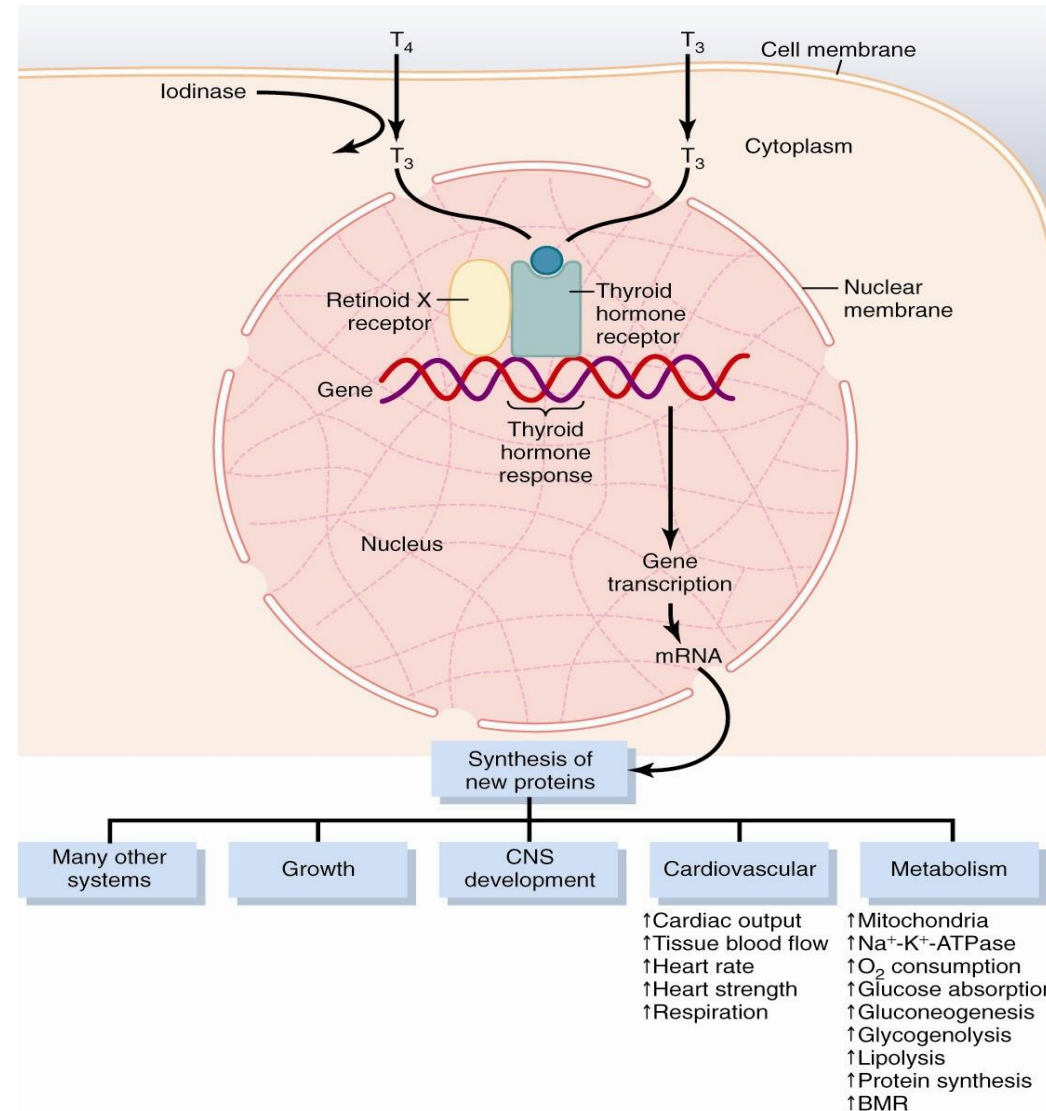 T4
T3
Cell membrane
Iodinase
T3
T3
Cytoplasm
Retinoid X
receptor
Thyroid
hormone
receptor
Nuclear
membrane
Gene
Thyroid
hormone
response
Nucleus
Gene
transcription
mRNA
Synthesis of
new proteins
Many other
systems
Growth
CNS
development
Cardiovascular
Metabolism
↑Cardiac output
↑Tissue blood flow
↑Heart rate
↑Heart strength
↑Respiration
↑Mitochondria
↑Na⁺-K⁺-ATPase
↑O₂ consumption
↑Glucose absorption
↑Gluconeogenesis
↑Glycogenolysis
↑Lipolysis
↑Protein synthesis
↑BMR